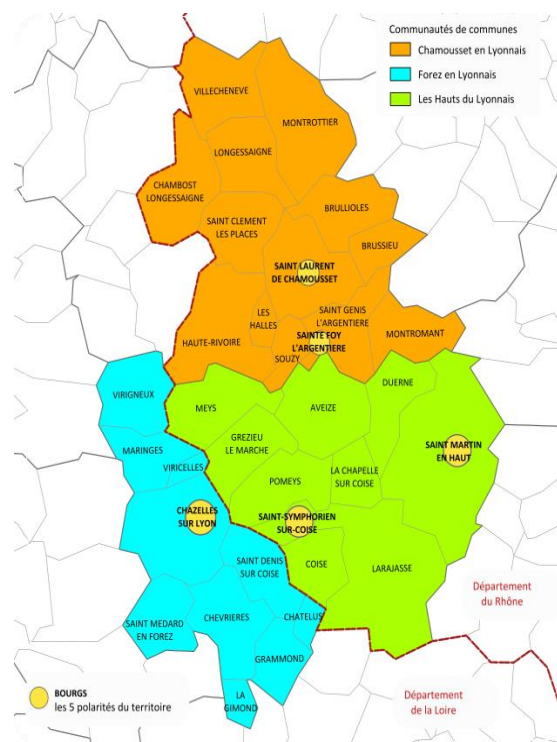 Communautés de communes
Chamousset en Lyonnais
Forez en Lyonnais
Les Hauts du Lyonnais
VILLECHENEVE
MONTROTTIER
LONGESSAIGNE
CHAMBOST
LONGESSAIGNE
BRULLIOLES
SAINT CLEMENT
LES PLACES
BRUSSIEU
SAINT LAURENT
DE CHAMOUSSET
LES
HALLES
SAINT GENIS
L'ARGENTIERE
HAUTE-RIVOIRE
SAINTE FOY
L'ARGENTIERE
MONTROMANT
SOUZY
VIRIGNEUX
MEYS
AVEIZE
DUERNE
MARINGES
GREZIEU
LE MARCHE
SAINT MARTIN
EN HAUT
VIRICELLES
POMEYS
LA CHAPELLE
SUR COISE
CHAZELLES
SUR LYON
SAINT-SYMPHORIEN
SUR-COISE
SAINT DENIS
SUR COISE
COISE
LARAJASSE
Département
du Rhône
SAINT MEDARD
EN FOREZ
CHEVRIERES
CHATELUS
GRAMMOND
LA
GIMOND
BOURGS
les 5 polarités du territoire
Département
de la Loire